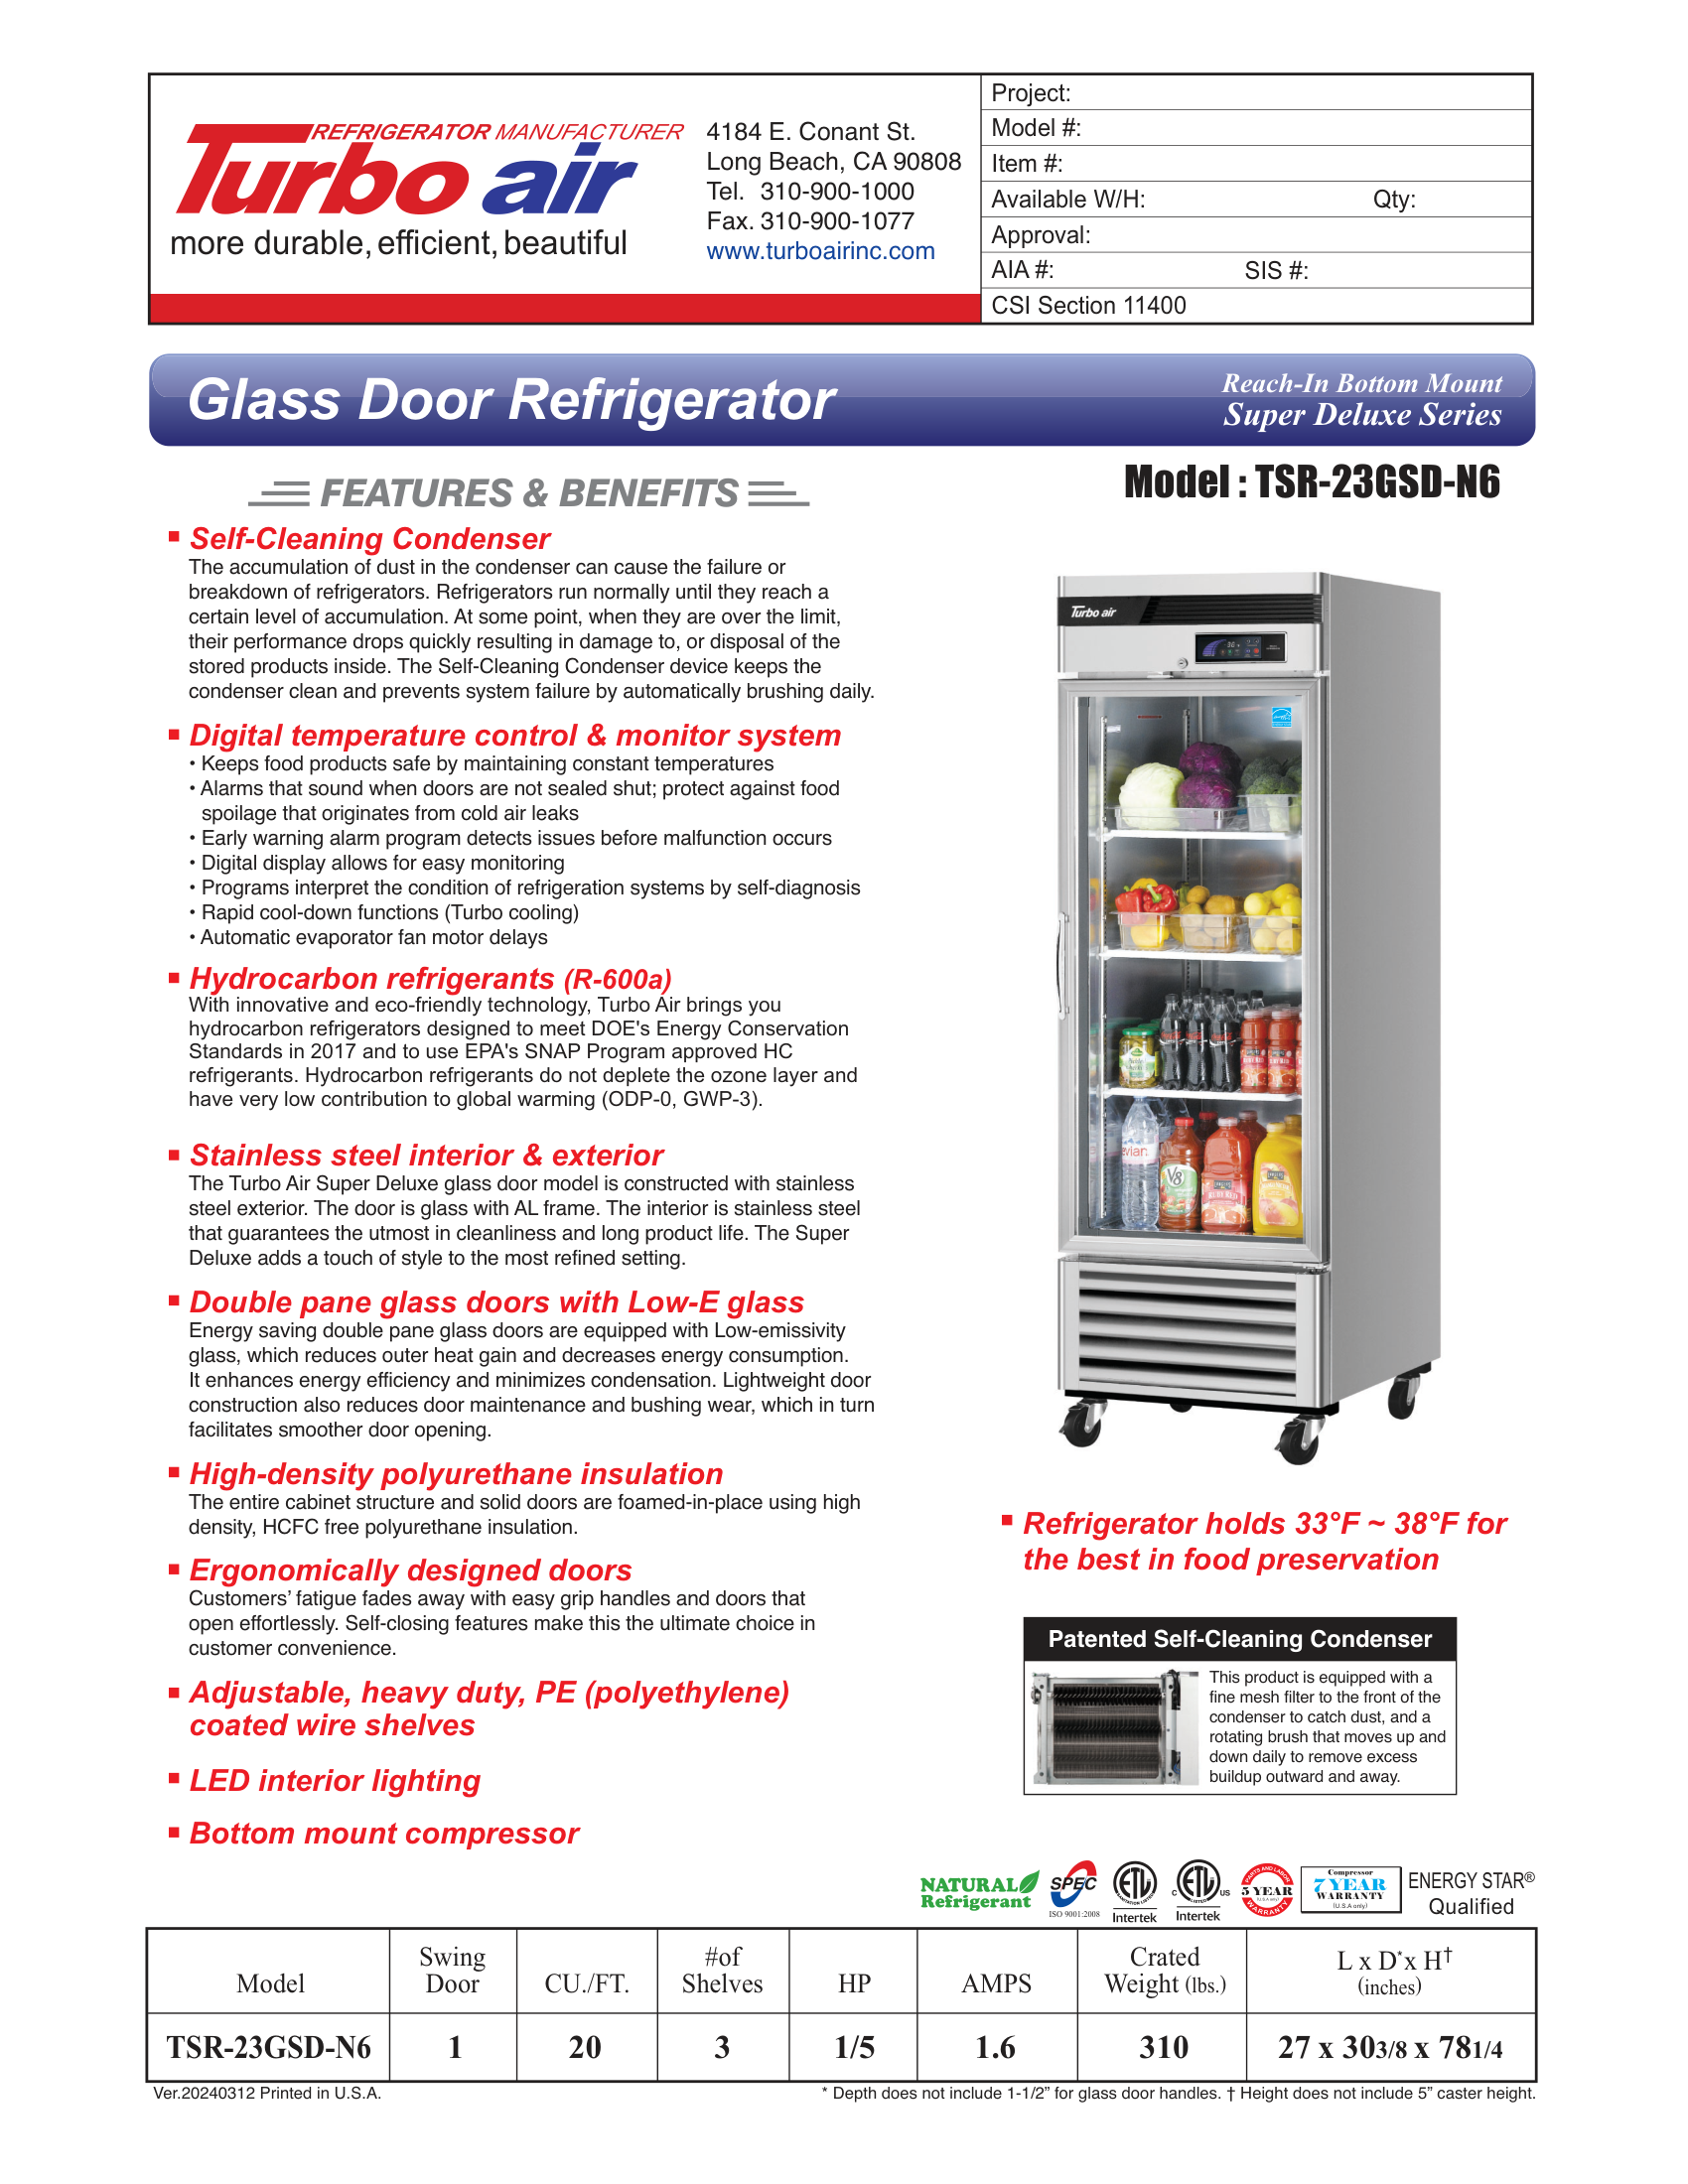 REFRIGERATOR MANUFACTURER
Turbo air
more durable, efficient, beautiful
4184 E. Conant St.
Long Beach, CA 90808
Tel. 310-900-1000
Fax. 310-900-1077
www.turboairinc.com
Project:
Model #:
Item #:
Available W/H: Qty:
Approval:
AIA #: SIS #:
CSI Section 11400
Glass Door Refrigerator
Reach-In Bottom Mount
Super Deluxe Series
FEATURES & BENEFITS
Model : TSR-23GSD-N6
Self-Cleaning Condenser
The accumulation of dust in the condenser can cause the failure or
breakdown of refrigerators. Refrigerators run normally until they reach a
certain level of accumulation. At some point, when they are over the limit,
their performance drops quickly resulting in damage to, or disposal of the
stored products inside. The Self-Cleaning Condenser device keeps the
condenser clean and prevents system failure by automatically brushing daily.
Digital temperature control & monitor system
• Keeps food products safe by maintaining constant temperatures
• Alarms that sound when doors are not sealed shut; protect against food
spoilage that originates from cold air leaks
• Early warning alarm program detects issues before malfunction occurs
• Digital display allows for easy monitoring
• Programs interpret the condition of refrigeration systems by self-diagnosis
• Rapid cool-down functions (Turbo cooling)
• Automatic evaporator fan motor delays
Hydrocarbon refrigerants (R-600a)
With innovative and eco-friendly technology, Turbo Air brings you
hydrocarbon refrigerators designed to meet DOE's Energy Conservation
Standards in 2017 and to use EPA's SNAP Program approved HC
refrigerants. Hydrocarbon refrigerants do not deplete the ozone layer and
have very low contribution to global warming (ODP-0, GWP-3).
Stainless steel interior & exterior
The Turbo Air Super Deluxe glass door model is constructed with stainless
steel exterior. The door is glass with AL frame. The interior is stainless steel
that guarantees the utmost in cleanliness and long product life. The Super
Deluxe adds a touch of style to the most refined setting.
Double pane glass doors with Low-E glass
Energy saving double pane glass doors are equipped with Low-emissivity
glass, which reduces outer heat gain and decreases energy consumption.
It enhances energy efficiency and minimizes condensation. Lightweight door
construction also reduces door maintenance and bushing wear, which in turn
facilitates smoother door opening.
High-density polyurethane insulation
The entire cabinet structure and solid doors are foamed-in-place using high
density, HCFC free polyurethane insulation.
Ergonomically designed doors
Customers' fatigue fades away with easy grip handles and doors that
open effortlessly. Self-closing features make this the ultimate choice in
customer convenience.
Adjustable, heavy duty, PE (polyethylene)
coated wire shelves
LED interior lighting
Bottom mount compressor
Turbo air
evian
V8
Refrigerator holds 33°F ~ 38°F for
the best in food preservation
Patented Self-Cleaning Condenser
This product is equipped with a
fine mesh filter to the front of the
condenser to catch dust, and a
rotating brush that moves up and
down daily to remove excess
buildup outward and away.
NATURAL
Refrigerant
SPEC
ISO 9001:2008
ETL
SANITATION LISTED
Intertek
C ETL US
LISTED
Intertek
PARTS AND LABOR
5 YEAR
(U.S.A only)
WARRANTY
Compressor
7 YEAR
WARRANTY
(U.S.A only)
ENERGY STAR®
Qualified
Model Swing Door CU./FT. #of Shelves HP AMPS Crated Weight (lbs.) L x D* x H† (inches)
TSR-23GSD-N6 1 20 3 1/5 1.6 310 27 x 30 3/8 x 78 1/4
Ver.20240312 Printed in U.S.A.
* Depth does not include 1-1/2" for glass door handles. † Height does not include 5" caster height.